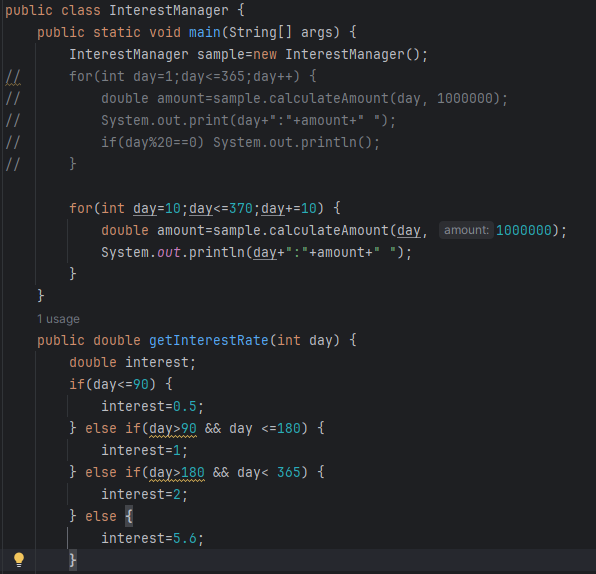 public class InterestManager {
public static void main(String[] args) {
InterestManager sample=new InterestManager();
// for(int day=1;day<=365;day++) {
// double amount=sample.calculateAmount(day, 1000000);
// System.out.print(day+":"+amount+" ");
// if(day%20==0) System.out.println();
// }
for(int day=10;day<=370;day+=10) {
double amount=sample.calculateAmount(day, amount: 1000000);
System.out.println(day+":"+amount+" ");
}
}
1 usage
public double getInterestRate(int day) {
double interest;
if(day<=90) {
interest=0.5;
} else if(day>90 && day <=180) {
interest=1;
} else if(day>180 && day< 365) {
interest=2;
} else {
interest=5.6;
}